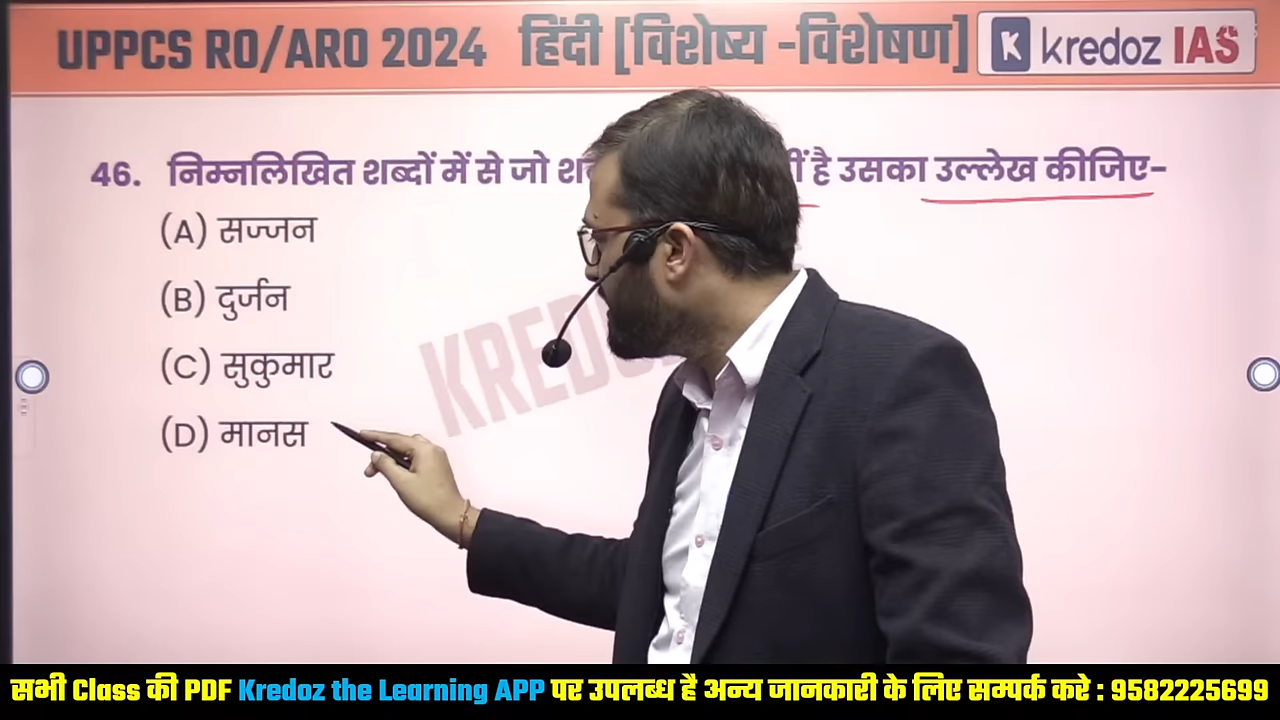 UPPCS RO/ARO 2024 हिंदी [विशेष्य -विशेषण] kredoz IAS
46. निम्नलिखित शब्दों में से जो है उसका उल्लेख कीजिए-
(A) सज्जन
(B) दुर्जन
(C) सुकुमार
(D) मानस
सभी Class की PDF Kredoz the Learning APP पर उपलब्ध है अन्य जानकारी के लिए सम्पर्क करे : 9582225699